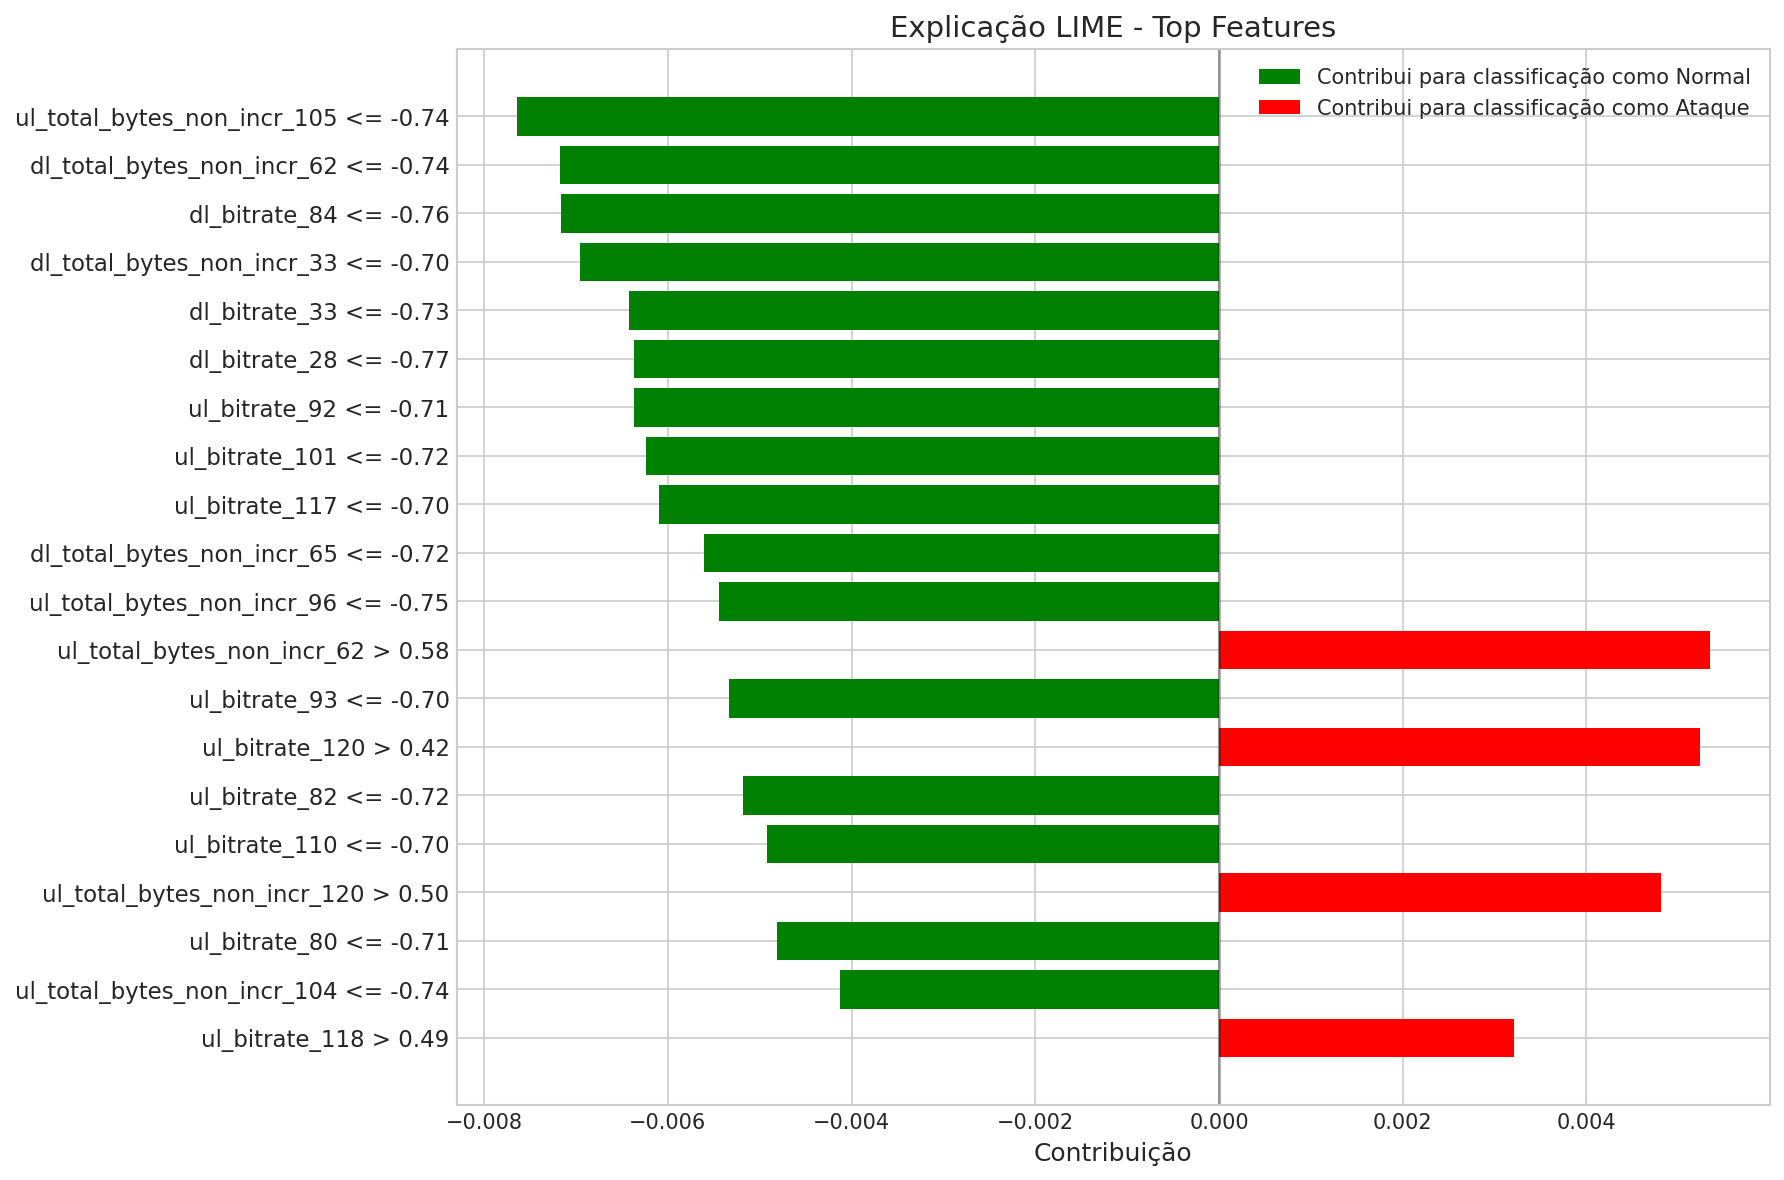 Explicação LIME - Top Features
Contribui para classificação como Normal
Contribui para classificação como Ataque
ul_total_bytes_non_incr_105 <= -0.74
dl_total_bytes_non_incr_62 <= -0.74
dl_bitrate_84 <= -0.76
dl_total_bytes_non_incr_33 <= -0.70
dl_bitrate_33 <= -0.73
dl_bitrate_28 <= -0.77
ul_bitrate_92 <= -0.71
ul_bitrate_101 <= -0.72
ul_bitrate_117 <= -0.70
dl_total_bytes_non_incr_65 <= -0.72
ul_total_bytes_non_incr_96 <= -0.75
ul_total_bytes_non_incr_62 > 0.58
ul_bitrate_93 <= -0.70
ul_bitrate_120 > 0.42
ul_bitrate_82 <= -0.72
ul_bitrate_110 <= -0.70
ul_total_bytes_non_incr_120 > 0.50
ul_bitrate_80 <= -0.71
ul_total_bytes_non_incr_104 <= -0.74
ul_bitrate_118 > 0.49
−0.008 −0.006 −0.004 −0.002 0.000 0.002 0.004
Contribuição